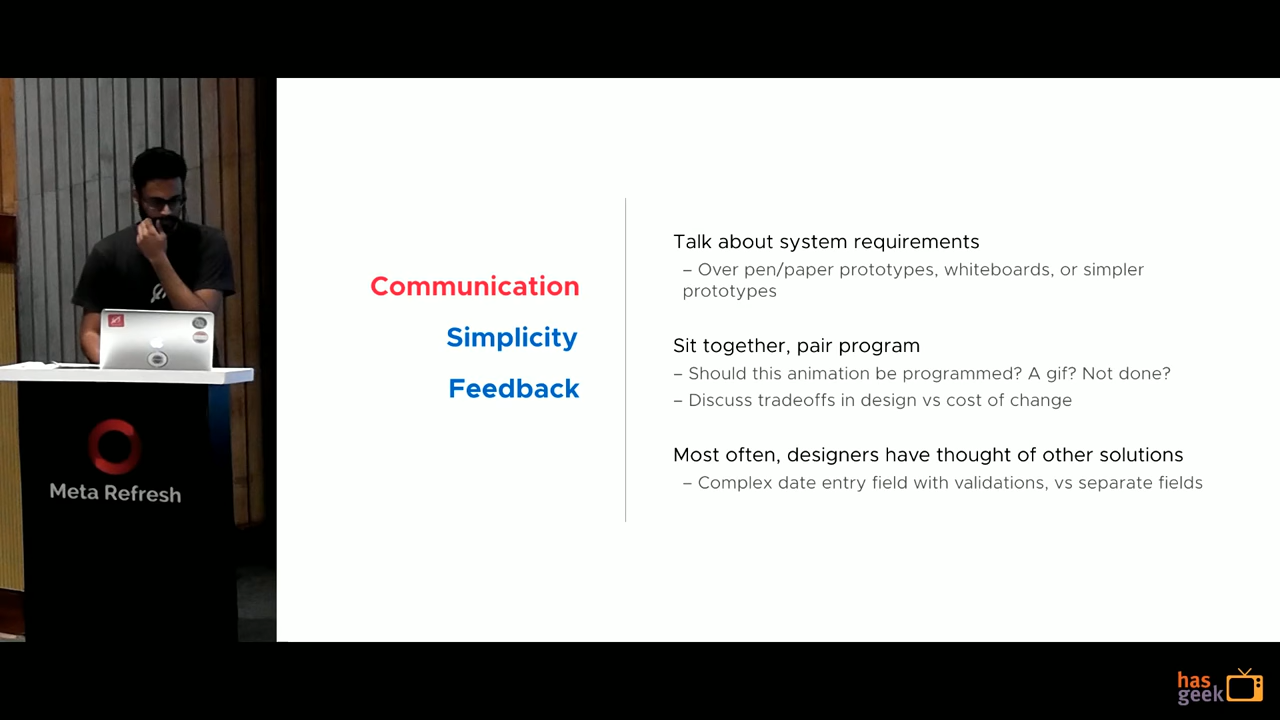 Communication
Simplicity
Feedback
Talk about system requirements
– Over pen/paper prototypes, whiteboards, or simpler
prototypes
Sit together, pair program
– Should this animation be programmed? A gif? Not done?
– Discuss tradeoffs in design vs cost of change
Most often, designers have thought of other solutions
– Complex date entry field with validations, vs separate fields
Meta Refresh
has
geek